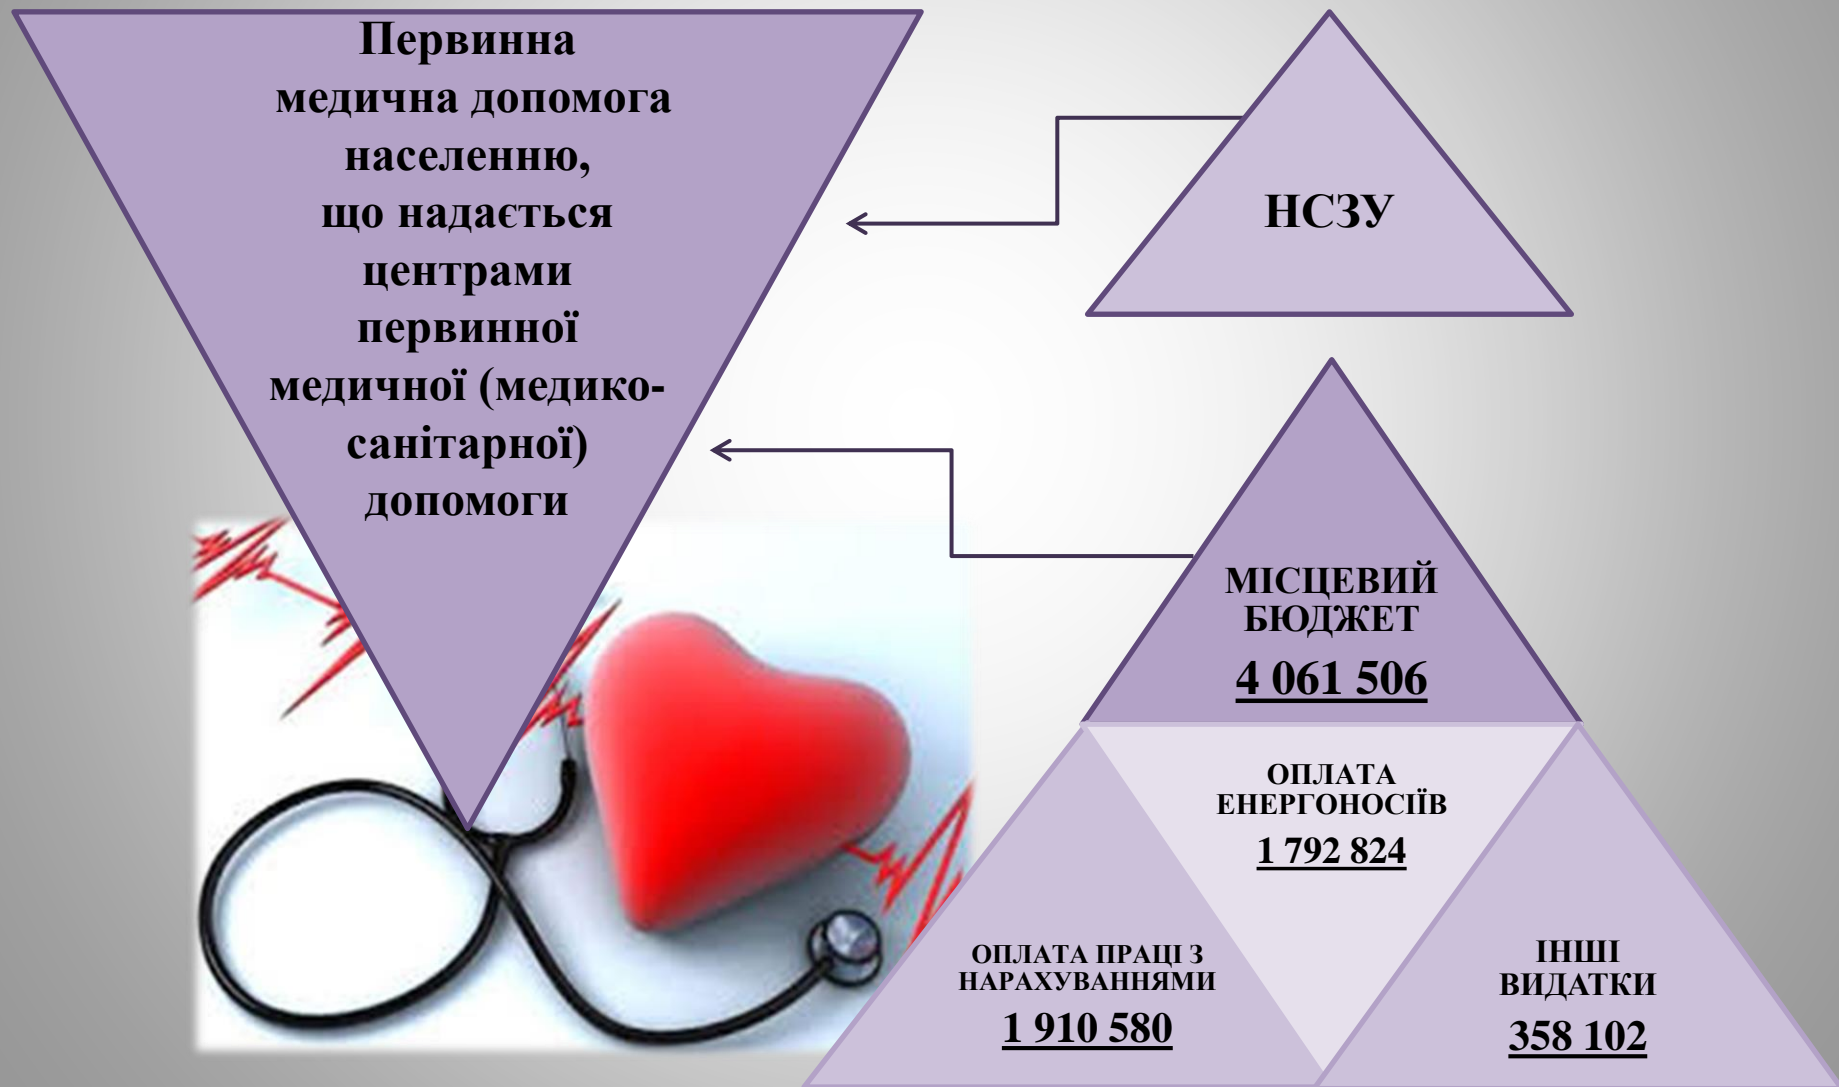 Первинна
медична допомога
населенню,
що надається
центрами
первинної
медичної (медико-
санітарної)
допомоги
НСЗУ
МІСЦЕВИЙ
БЮДЖЕТ
4 061 506
ОПЛАТА
ЕНЕРГОНОСІЇВ
1 792 824
ОПЛАТА ПРАЦІ З
НАРАХУВАННЯМИ
1 910 580
ІНШІ
ВИДАТКИ
358 102